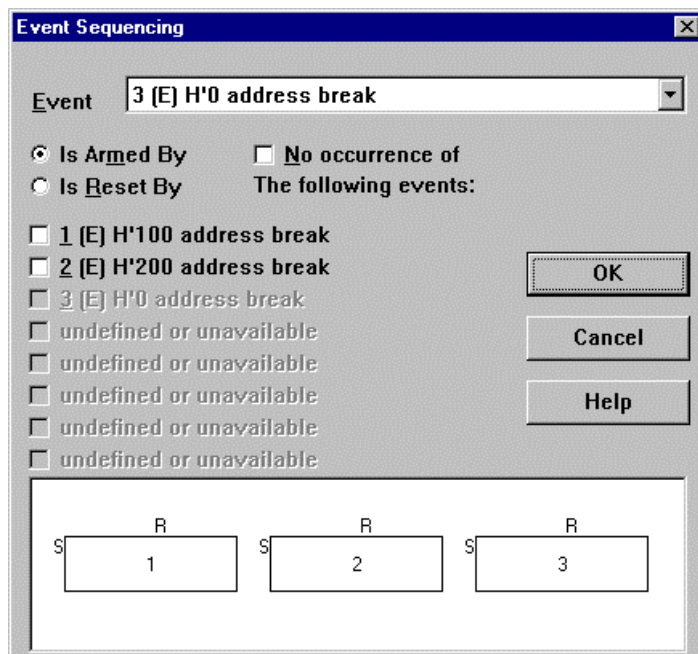 Event Sequencing
Event 3 (E) H'0 address break
Is Armed By No occurrence of
Is Reset By The following events:
1 (E) H'100 address break
2 (E) H'200 address break
3 (E) H'0 address break
undefined or unavailable
undefined or unavailable
undefined or unavailable
undefined or unavailable
undefined or unavailable
OK
Cancel
Help
R R R
S S S
1 2 3